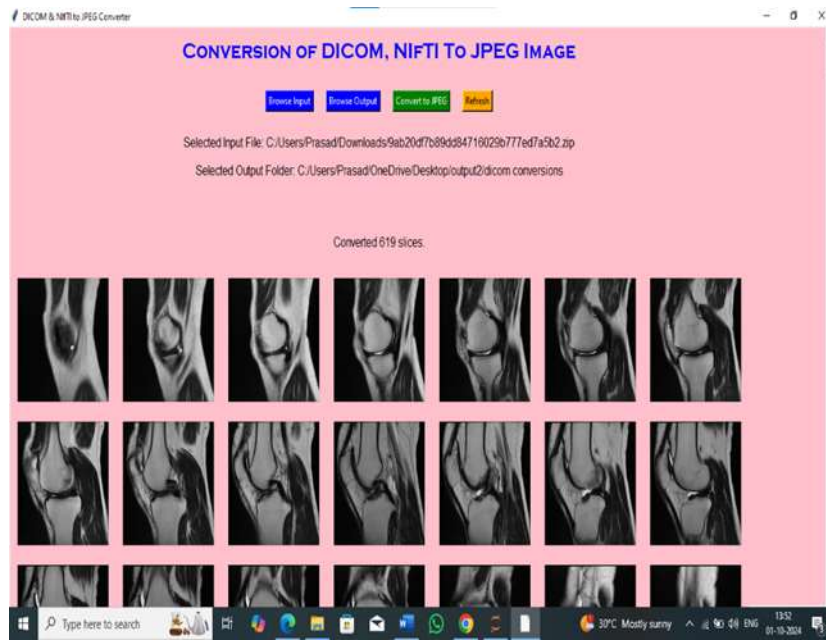 DICOM & NIfTI to JPEG Converter
CONVERSION OF DICOM, NIFTI TO JPEG IMAGE
Browse Input Browse Output Convert to JPEG Refresh
Selected Input File: C:/Users/Prasad/Downloads/9ab20df7b89dd84716029b777ed7a5b2.zip
Selected Output Folder: C:/Users/Prasad/OneDrive/Desktop/output2/dicom conversions
Converted 619 slices.
Type here to search 30°C Mostly sunny ENG 13:52
01-10-2024